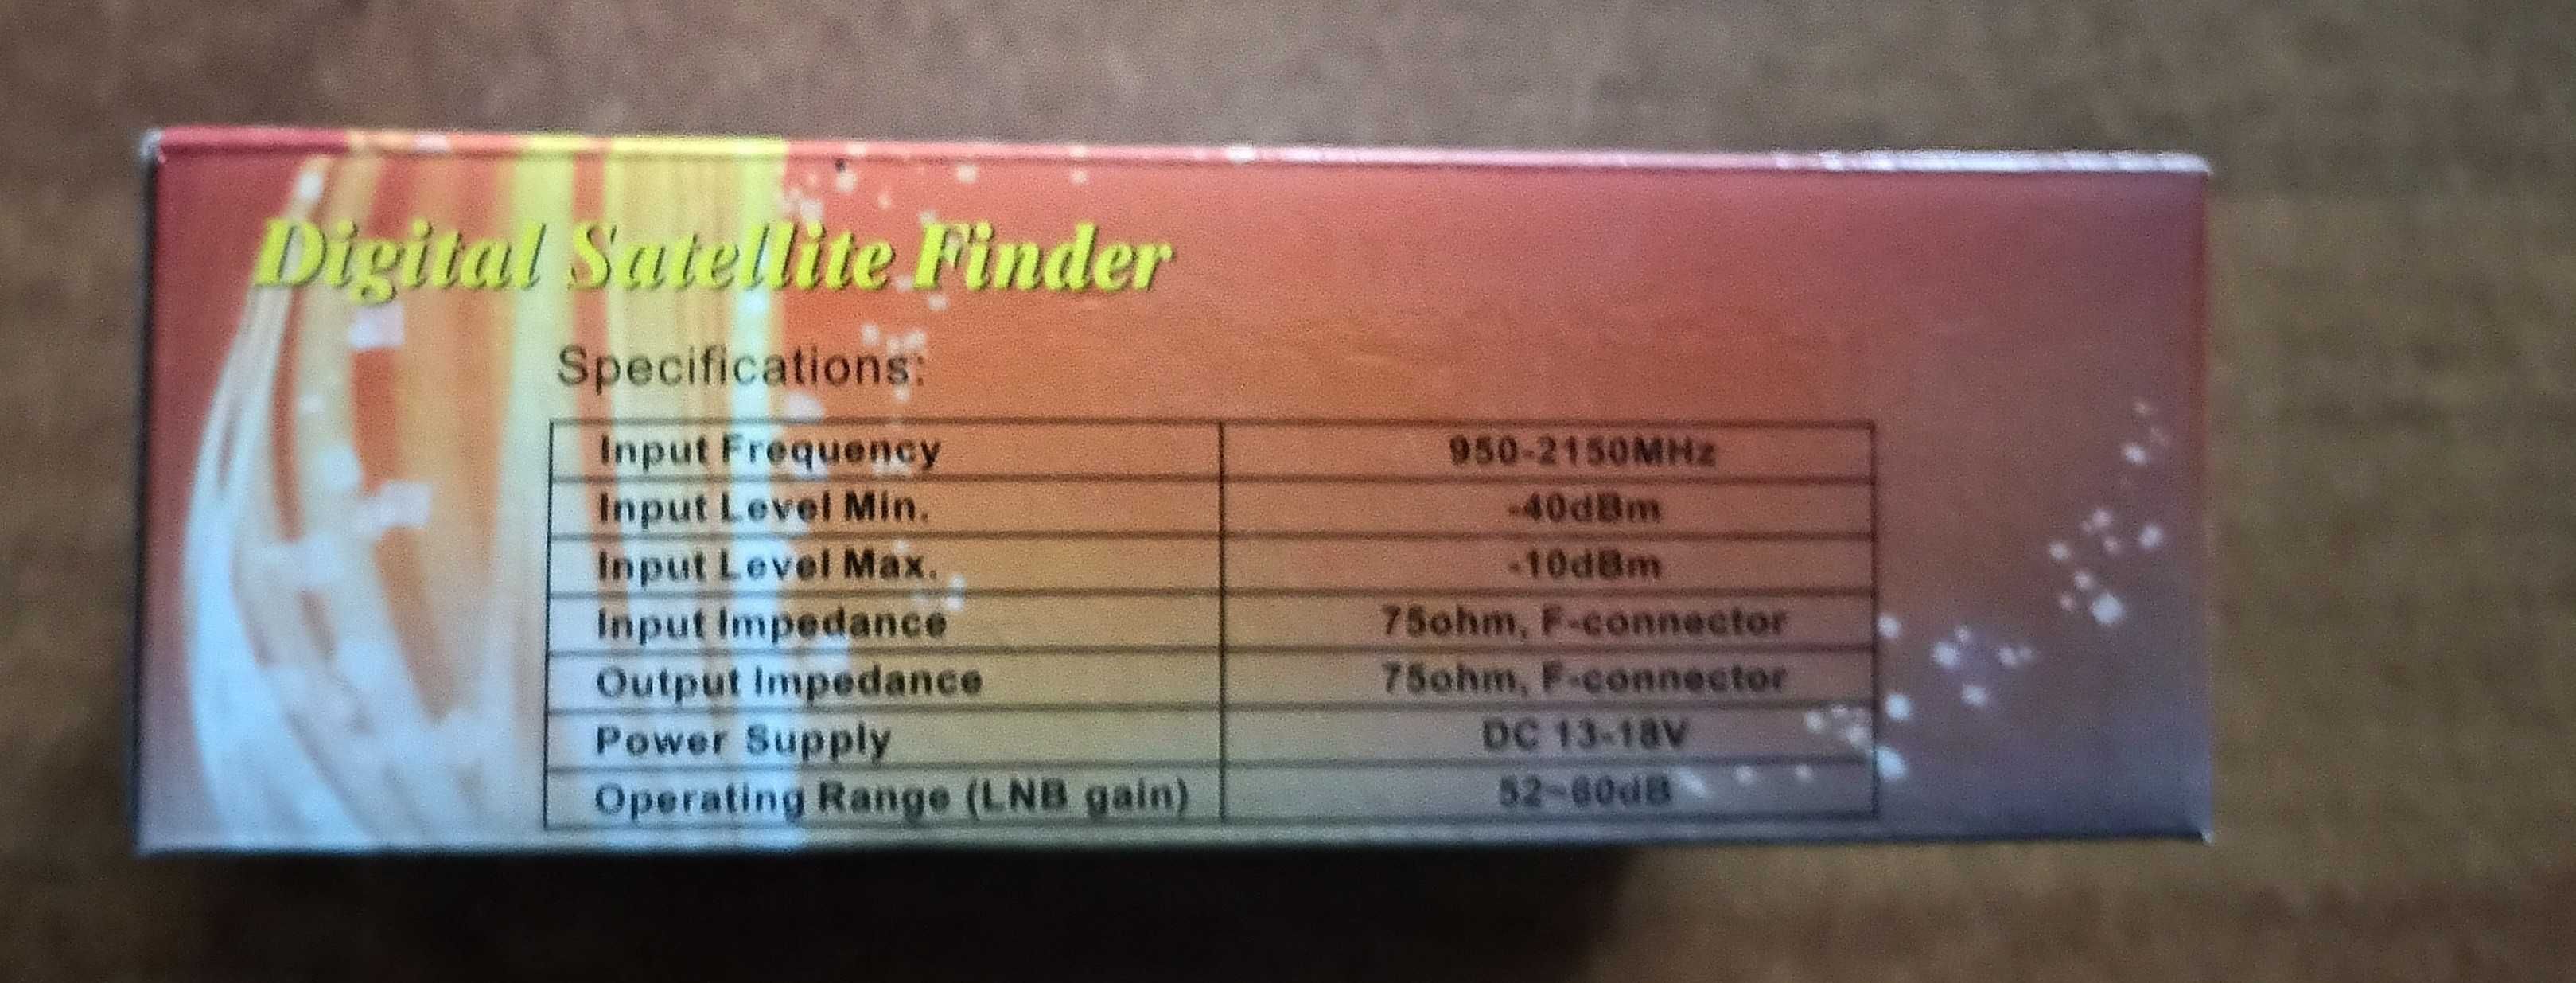 Digital Satellite Finder
Specifications:
Input Frequency 950-2150MHz
Input Level Min. -40dBm
Input Level Max. -10dBm
Input Impedance 75ohm, F-connector
Output Impedance 75ohm, F-connector
Power Supply DC 13-18V
Operating Range (LNB gain) 52~60dB